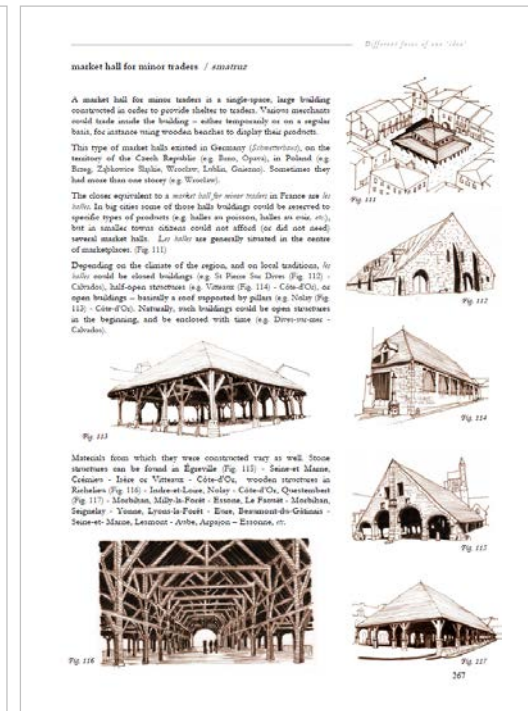 Different faces of one 'idea'
market hall for minor traders / smatruz
A market hall for minor traders is a single-space, large building
constructed in order to provide shelter to traders. Various merchants
could trade inside the building – either temporarily or on a regular
basis, for instance using wooden benches to display their products.
This type of market halls existed in Germany (Schmetterhaus), on the
territory of the Czech Republic (e.g. Brno, Opava), in Poland (e.g.
Brzeg, Ząbkowice Śląskie, Wrocław, Lublin, Gniezno). Sometimes they
had more than one storey (e.g. Wrocław).
The closer equivalent to a market hall for minor traders in France are les
halles. In big cities some of those halls buildings could be reserved to
specific types of products (e.g. halles au poisson, halles au cuir, etc.),
but in smaller towns citizens could not afford (or did not need)
several market halls. Les halles are generally situated in the centre
of marketplaces. (Fig. 111)
Depending on the climate of the region, and on local traditions, les
halles could be closed buildings (e.g. St Pierre Sur Dives (Fig. 112) -
Calvados), half-open structures (e.g. Vitteaux (Fig. 114) - Côte-d'Or), or
open buildings – basically a roof supported by pillars (e.g. Nolay (Fig.
113) - Côte-d'Or). Naturally, such buildings could be open structures
in the beginning, and be enclosed with time (e.g. Dives-sur-mer -
Calvados).
Fig. 111
Fig. 112
Fig. 113
Fig. 114
Materials from which they were constructed vary as well. Stone
structures can be found in Égreville (Fig. 115) - Seine-et Marne,
Crémieu - Isère or Vitteaux - Côte-d'Or, wooden structures in
Richelieu (Fig. 116) - Indre-et-Loire, Nolay - Côte-d'Or, Questembert
(Fig. 117) - Morbihan, Milly-la-Forêt - Essone, Le Faouët - Morbihan,
Seignelay - Yonne, Lyons-la-Forêt - Eure, Beaumont-du-Gâtinais -
Seine-et- Marne, Lesmont - Aube, Arpajon – Essonne, etc.
Fig. 115
Fig. 116
Fig. 117
367